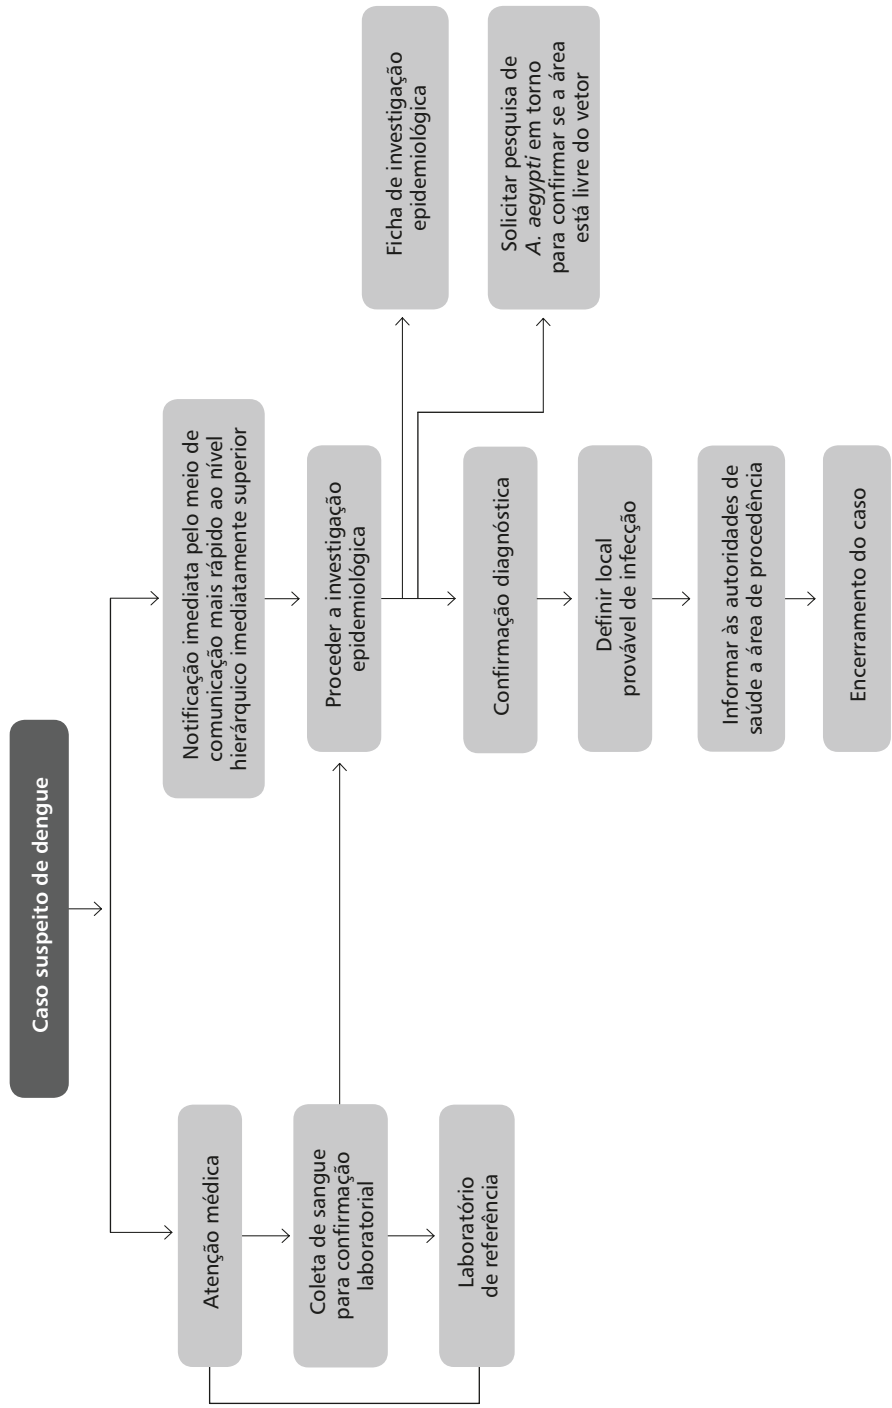 Caso suspeito de dengue
Atenção médica
Coleta de sangue
para confirmação
laboratorial
Laboratório
de referência
Notificação imediata pelo meio de
comunicação mais rápido ao nível
hierárquico imediatamente superior
Proceder a investigação
epidemiológica
Ficha de investigação
epidemiológica
Solicitar pesquisa de
A. aegypti em torno
para confirmar se a área
está livre do vetor
Confirmação diagnóstica
Definir local
provável de infecção
Informar às autoridades de
saúde a área de procedência
Encerramento do caso